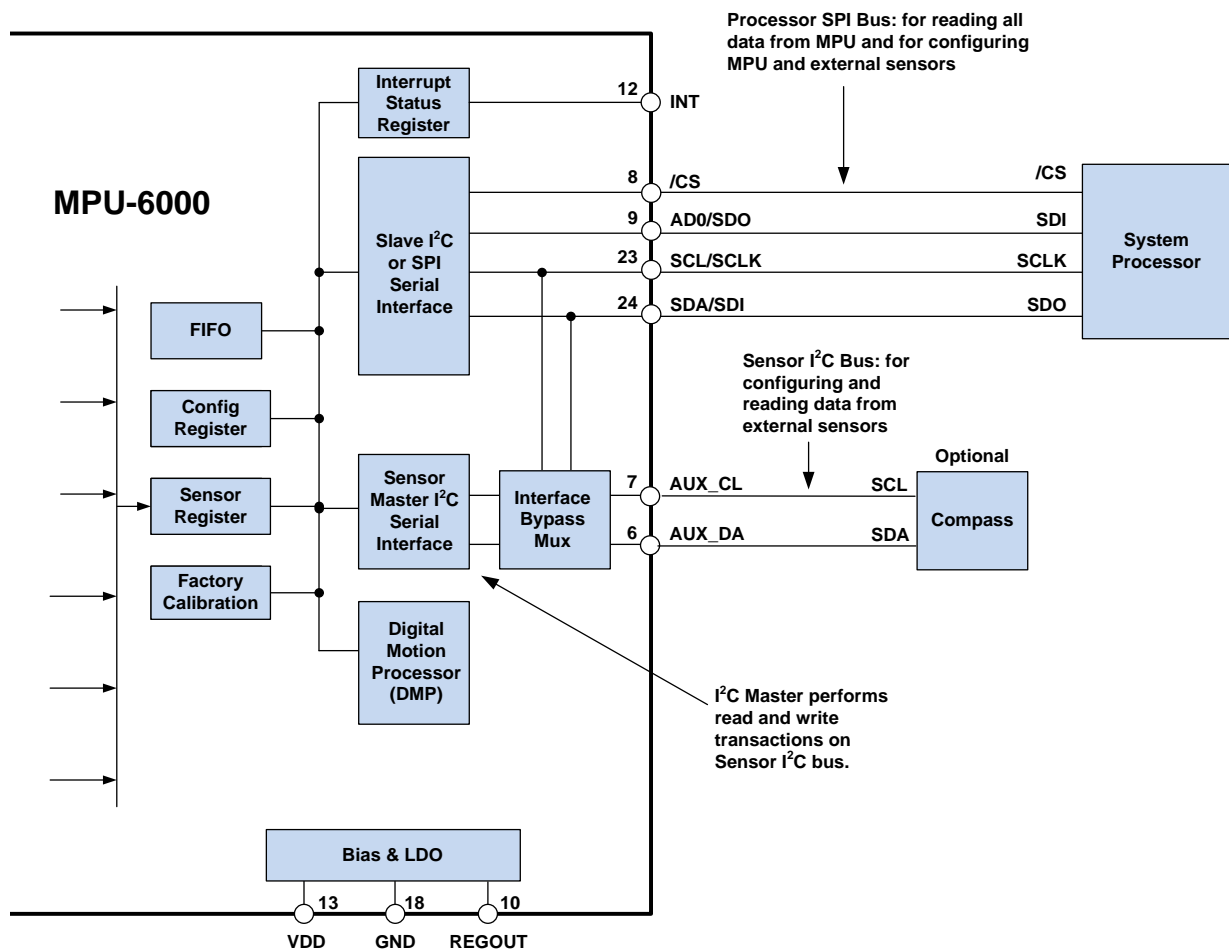 Processor SPI Bus: for reading all
data from MPU and for configuring
MPU and external sensors
MPU-6000
Interrupt
Status
Register
12
INT
Slave I²C
or SPI
Serial
Interface
8
/CS
/CS
9
AD0/SDO
SDI
23
SCL/SCLK
SCLK
24
SDA/SDI
SDO
System
Processor
FIFO
Config
Register
Sensor
Register
Factory
Calibration
Sensor I²C Bus: for
configuring and
reading data from
external sensors
Sensor
Master I²C
Serial
Interface
Interface
Bypass
Mux
7
AUX_CL
SCL
6
AUX_DA
SDA
Optional
Compass
Digital
Motion
Processor
(DMP)
I²C Master performs
read and write
transactions on
Sensor I²C bus.
Bias & LDO
13
18
10
VDD
GND
REGOUT